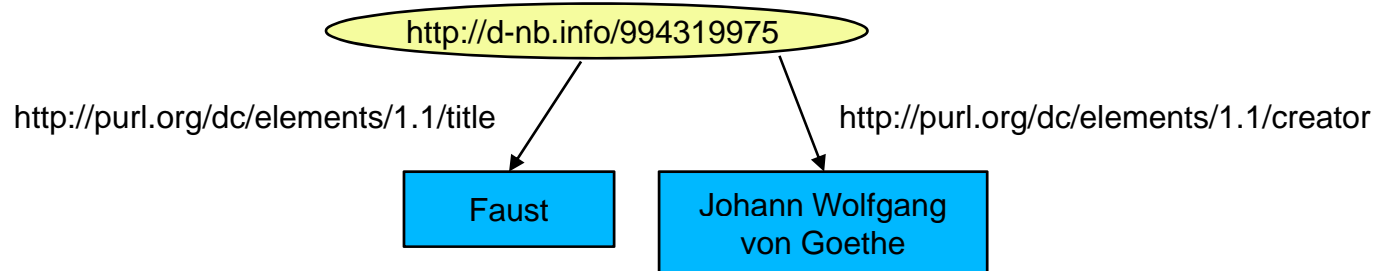 http://d-nb.info/994319975
http://purl.org/dc/elements/1.1/title
http://purl.org/dc/elements/1.1/creator
Faust
Johann Wolfgang
von Goethe